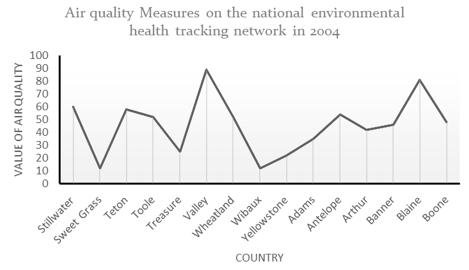 Air quality Measures on the national environmental
health tracking network in 2004
VALUE OF AIR QUALITY
100
90
80
70
60
50
40
30
20
10
0
Stillwater
Sweet Grass
Teton
Toole
Treasure
Valley
Wheatland
Wibaux
Yellowstone
Adams
Antelope
Arthur
Banner
Blaine
Boone
COUNTRY